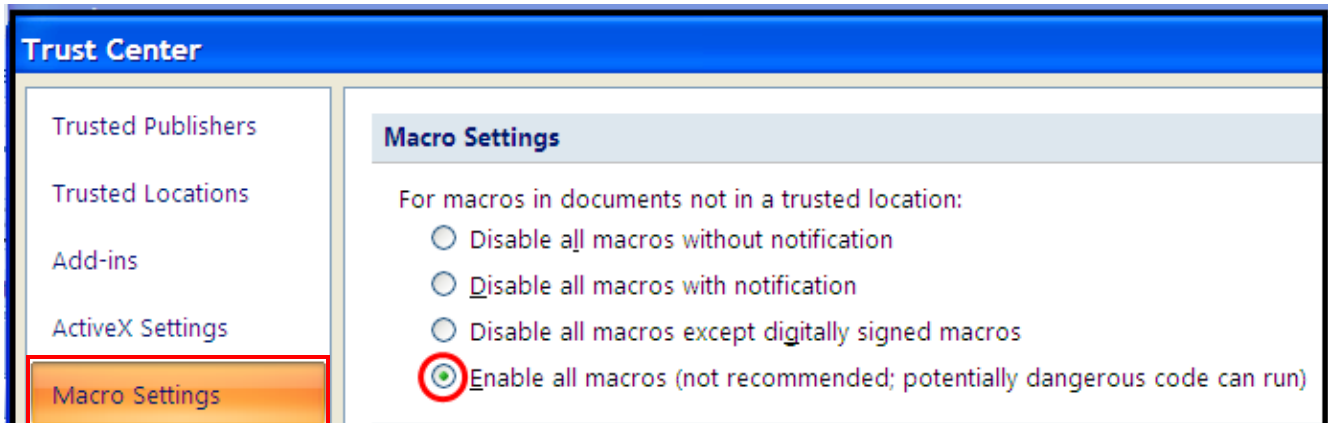 Trust Center
Trusted Publishers
Trusted Locations
Add-ins
ActiveX Settings
Macro Settings
Macro Settings
For macros in documents not in a trusted location:
Disable all macros without notification
Disable all macros with notification
Disable all macros except digitally signed macros
Enable all macros (not recommended; potentially dangerous code can run)